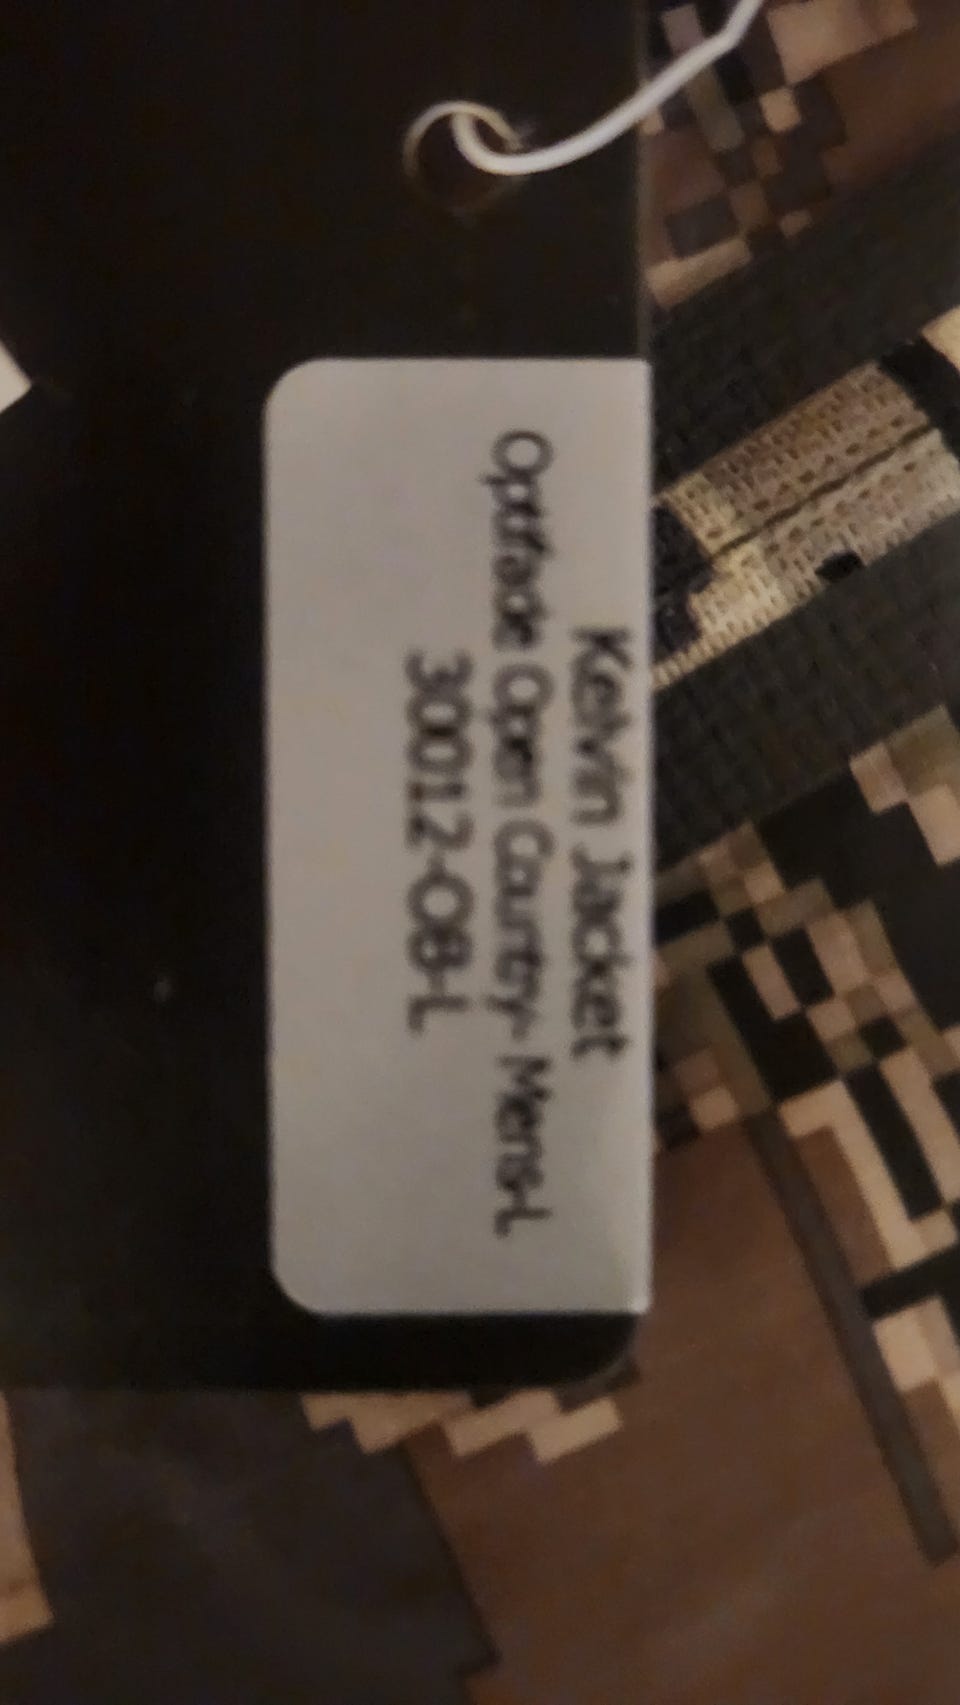 Kelvin Jacket
Optifade Open Country- Mens-L
30012-OB-L